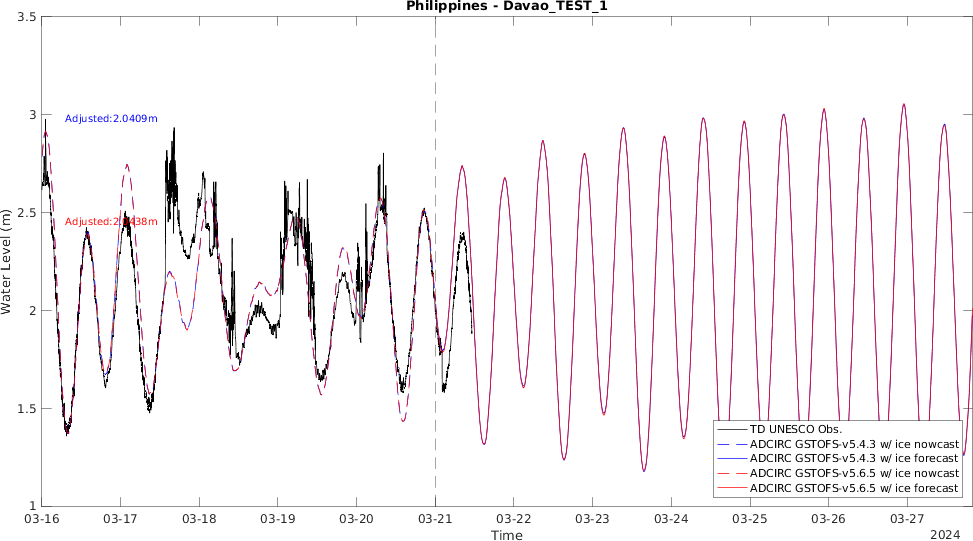 Philippines - Davao_TEST_1
3.5
3
2.5
2
1.5
1
Water Level (m)
Adjusted:2.0409m
03-16
03-17
03-18
03-19
03-20
03-21
03-22
03-23
03-24
03-25
03-26
03-27
Time
2024
TD UNESCO Obs.
ADCIRC GSTOFS-v5.4.3 w/ ice nowcast
ADCIRC GSTOFS-v5.4.3 w/ ice forecast
ADCIRC GSTOFS-v5.6.5 w/ ice nowcast
ADCIRC GSTOFS-v5.6.5 w/ ice forecast